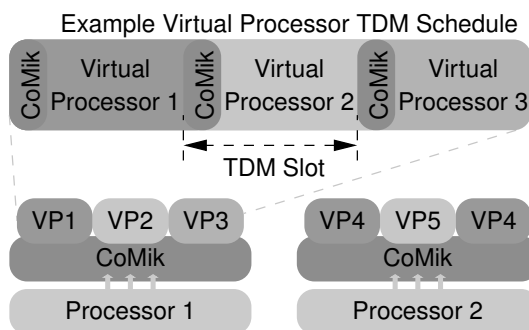 Example Virtual Processor TDM Schedule
CoMik Virtual Processor 1 CoMik Virtual Processor 2 CoMik Virtual Processor 3
TDM Slot
VP1 VP2 VP3 VP4 VP5 VP4
CoMik CoMik
Processor 1 Processor 2